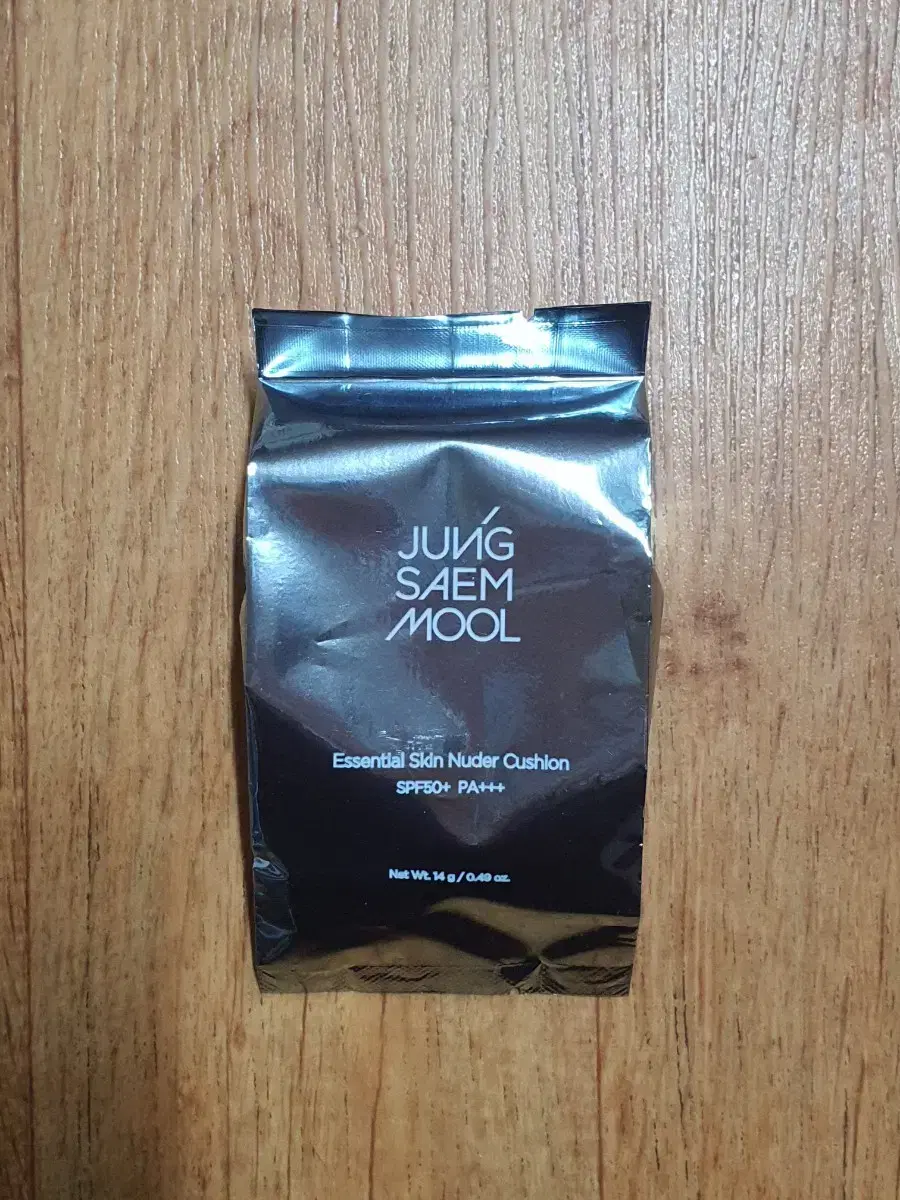 JUNG
SAEM
MOOL
Essential Skin Nuder Cushion
SPF50+ PA+++
Net Wt. 14 g / 0.49 oz.